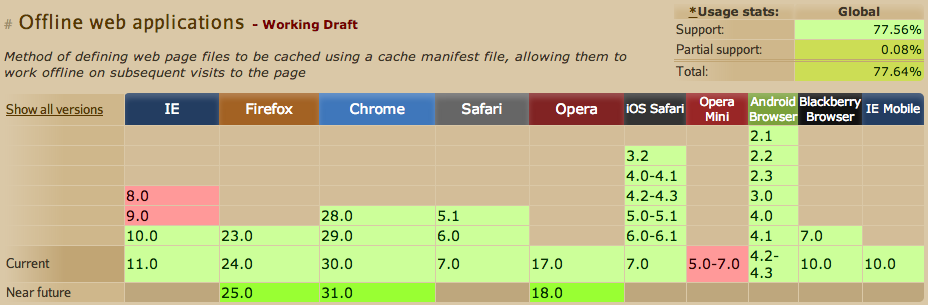 # Offline web applications - Working Draft
*Usage stats: Global
Support: 77.56%
Partial support: 0.08%
Total: 77.64%
Method of defining web page files to be cached using a cache manifest file, allowing them to
work offline on subsequent visits to the page
Show all versions IE Firefox Chrome Safari Opera iOS Safari Opera Mini Android Browser Blackberry Browser IE Mobile
2.1
3.2 2.2
4.0-4.1 2.3
8.0 4.2-4.3 3.0
9.0 28.0 5.1 5.0-5.1 4.0
10.0 23.0 29.0 6.0 6.0-6.1 4.1 7.0
Current 11.0 24.0 30.0 7.0 17.0 7.0 5.0-7.0 4.2-4.3 10.0 10.0
Near future 25.0 31.0 18.0